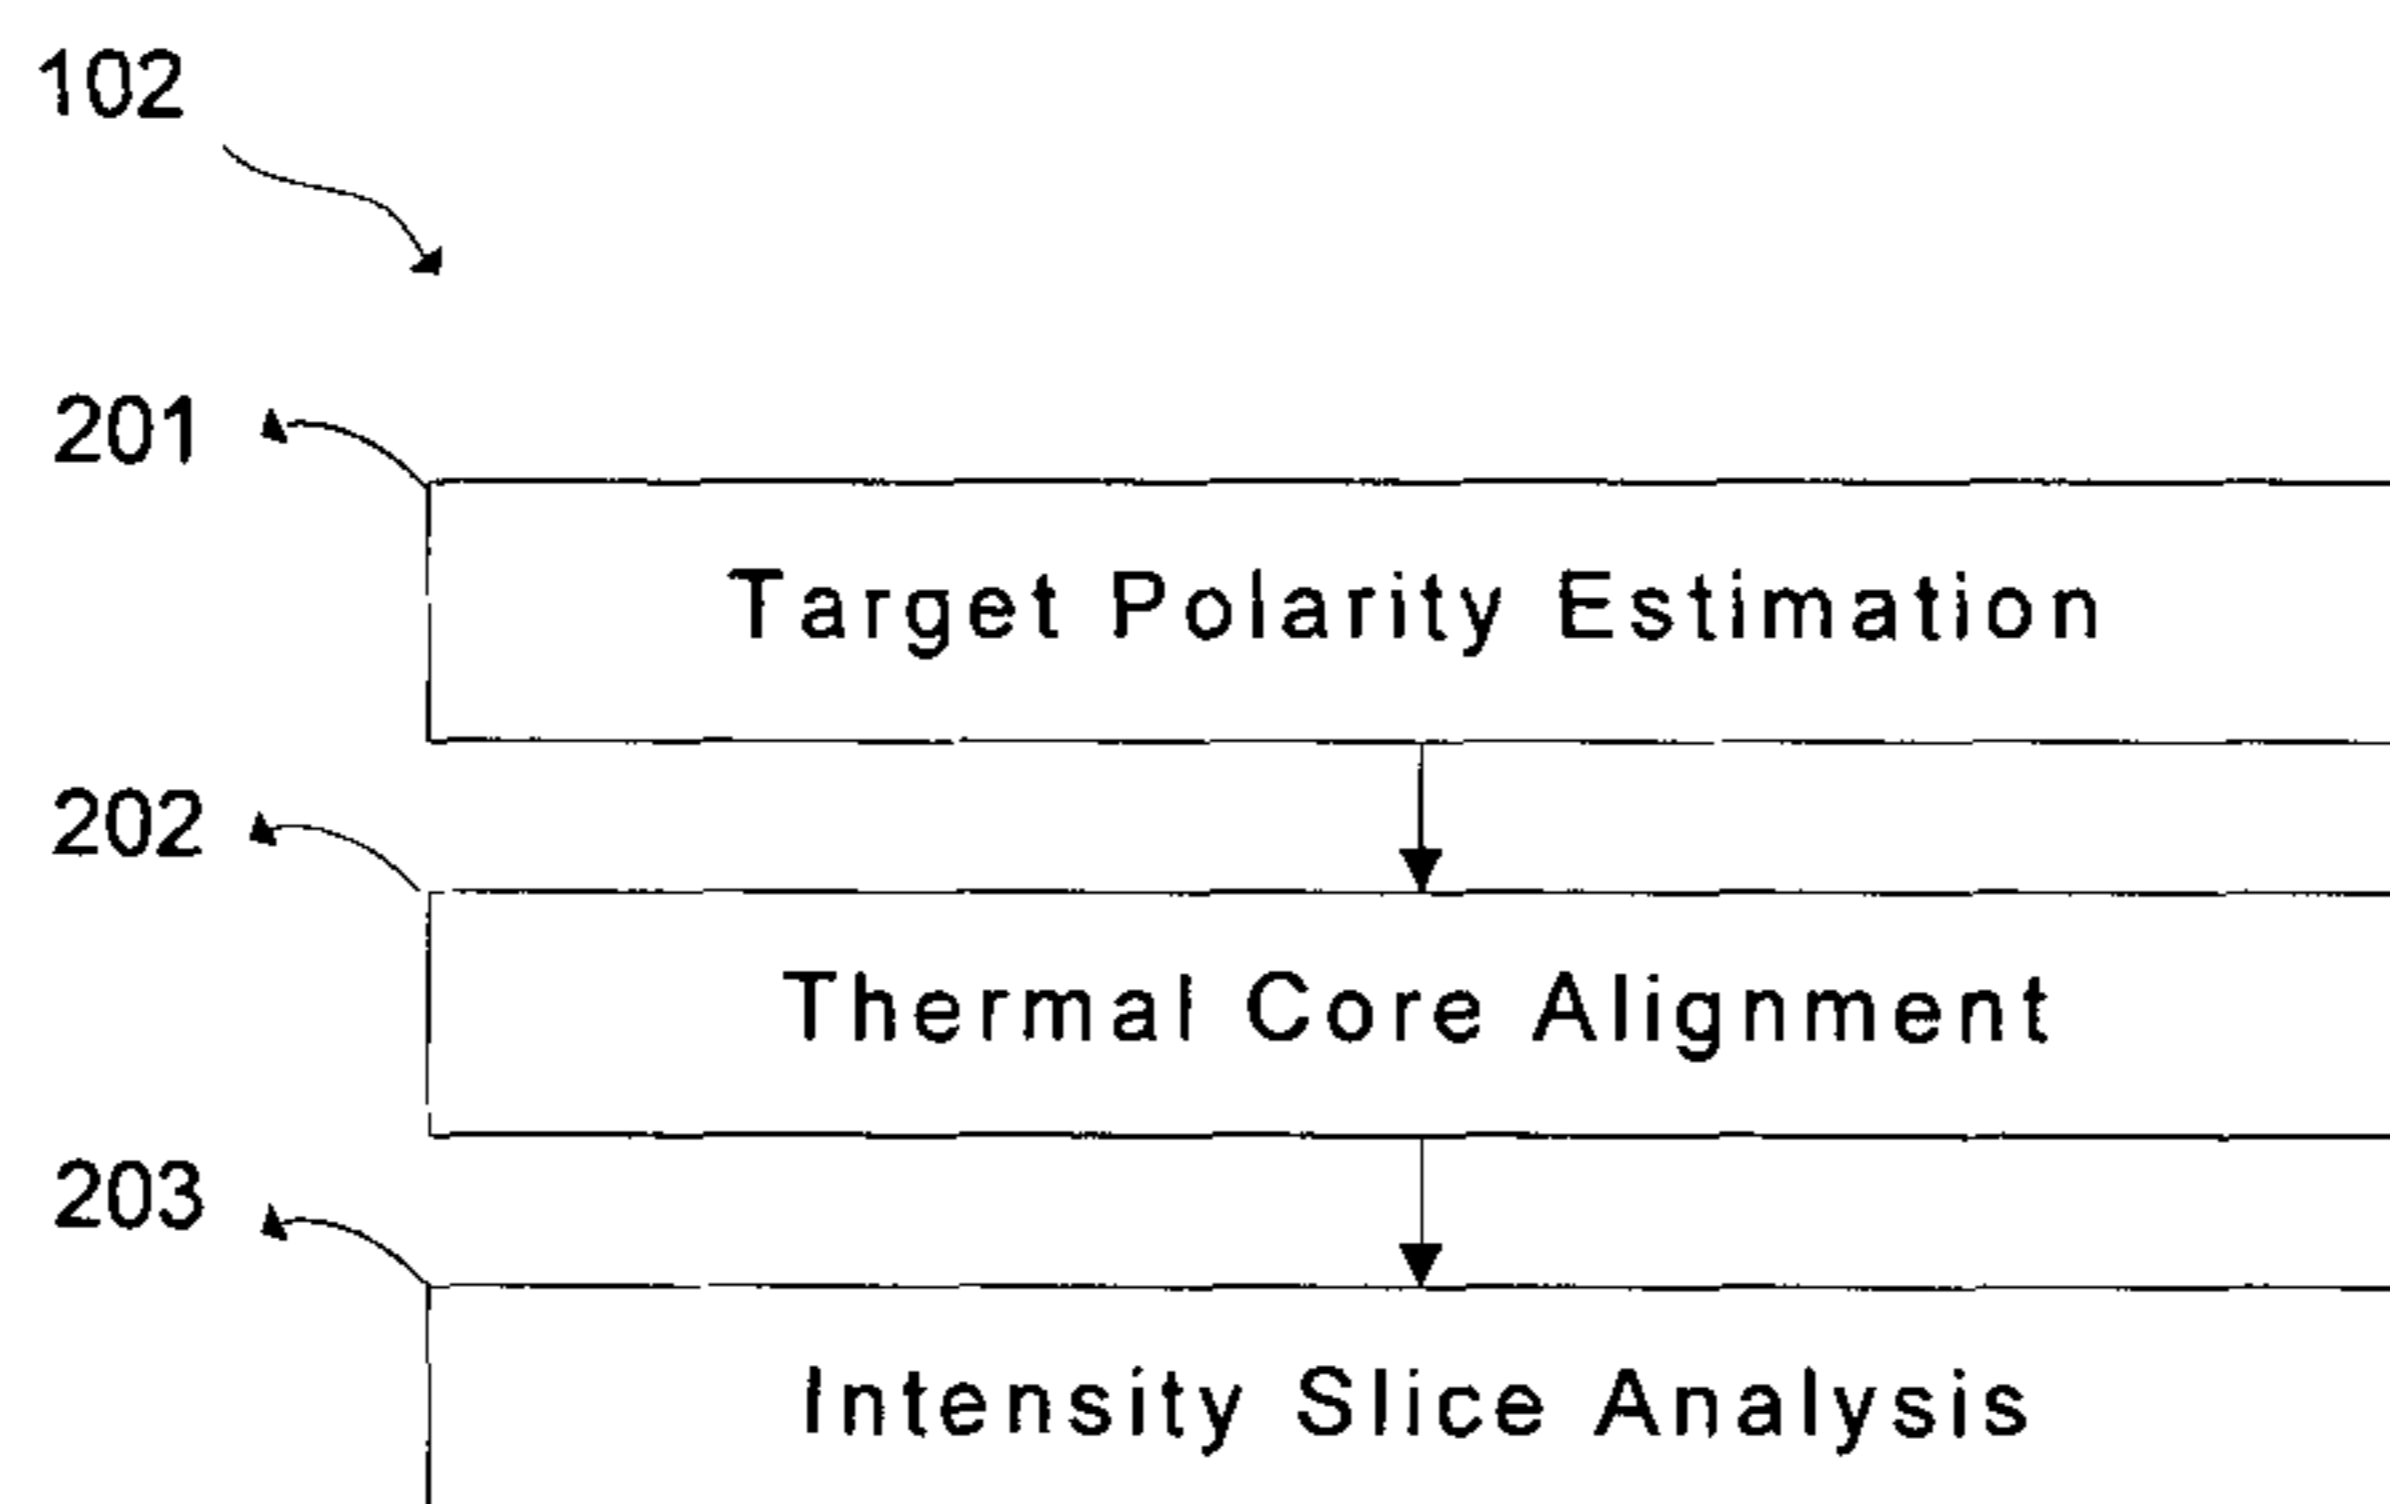 102
201
Target Polarity Estimation
202
Thermal Core Alignment
203
Intensity Slice Analysis